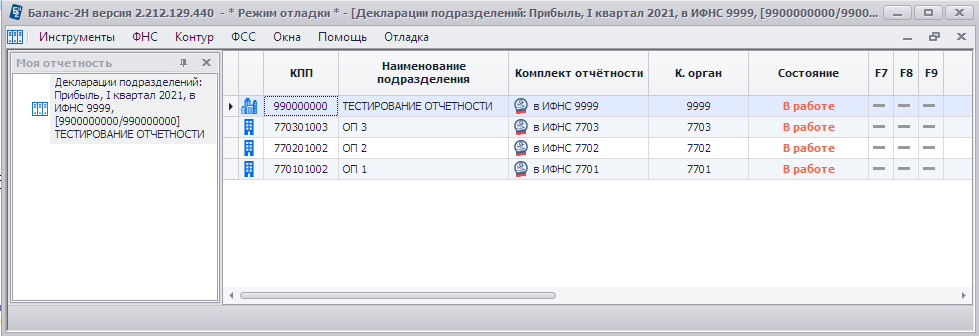 Баланс-2Н версия 2.212.129.440 - * Режим отладки * - [Декларации подразделений: Прибыль, I квартал 2021, в ИФНС 9999, [9900000000/9900...
Инструменты ФНС Контур ФСС Окна Помощь Отладка
Моя отчетность
Декларации подразделений:
Прибыль, I квартал 2021, в
ИФНС 9999,
[9900000000/990000000]
ТЕСТИРОВАНИЕ ОТЧЕТНОСТИ
КПП Наименование подразделения Комплект отчётности К. орган Состояние F7 F8 F9
990000000 ТЕСТИРОВАНИЕ ОТЧЕТНОСТИ в ИФНС 9999 9999 В работе
770301003 ОП 3 в ИФНС 7703 7703 В работе
770201002 ОП 2 в ИФНС 7702 7702 В работе
770101002 ОП 1 в ИФНС 7701 7701 В работе